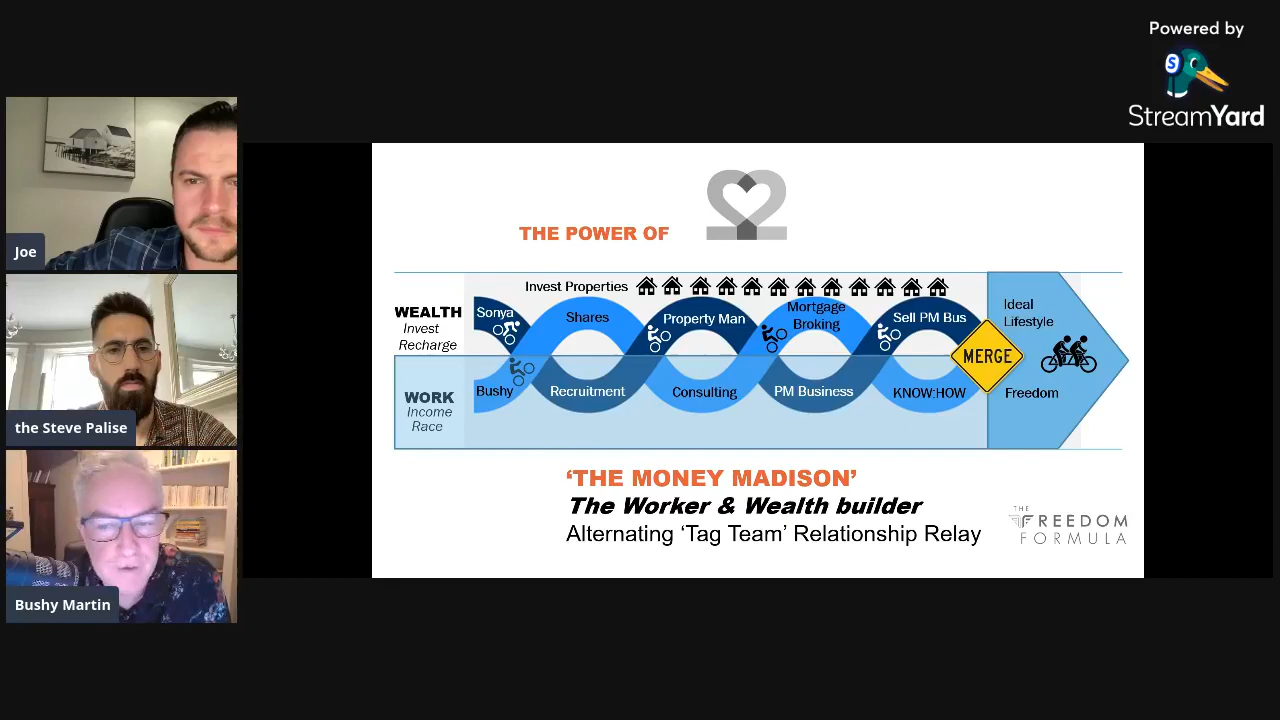 Powered by
StreamYard
Joe
the Steve Palise
Bushy Martin
THE POWER OF
22
Invest Properties
WEALTH
Invest
Recharge
Sonya
Shares
Property Man
Mortgage
Broking
Sell PM Bus
Ideal
Lifestyle
MERGE
WORK
Income
Race
Bushy
Recruitment
Consulting
PM Business
KNOW:HOW
Freedom
‘THE MONEY MADISON’
The Worker & Wealth builder
Alternating ‘Tag Team’ Relationship Relay
THE
FREEDOM
FORMULA